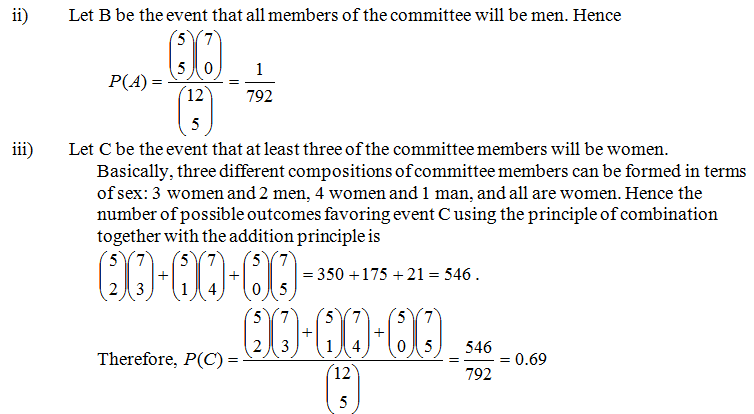 ii) Let B be the event that all members of the committee will be men. Hence
P(A) = \frac{\binom{5}{5}\binom{7}{0}}{\binom{12}{5}} = \frac{1}{792}
iii) Let C be the event that at least three of the committee members will be women.
Basically, three different compositions of committee members can be formed in terms
of sex: 3 women and 2 men, 4 women and 1 man, and all are women. Hence the
number of possible outcomes favoring event C using the principle of combination
together with the addition principle is
\binom{5}{2}\binom{7}{3} + \binom{5}{1}\binom{7}{4} + \binom{5}{0}\binom{7}{5} = 350 + 175 + 21 = 546 .
Therefore, P(C) = \frac{\binom{5}{2}\binom{7}{3} + \binom{5}{1}\binom{7}{4} + \binom{5}{0}\binom{7}{5}}{\binom{12}{5}} = \frac{546}{792} = 0.69